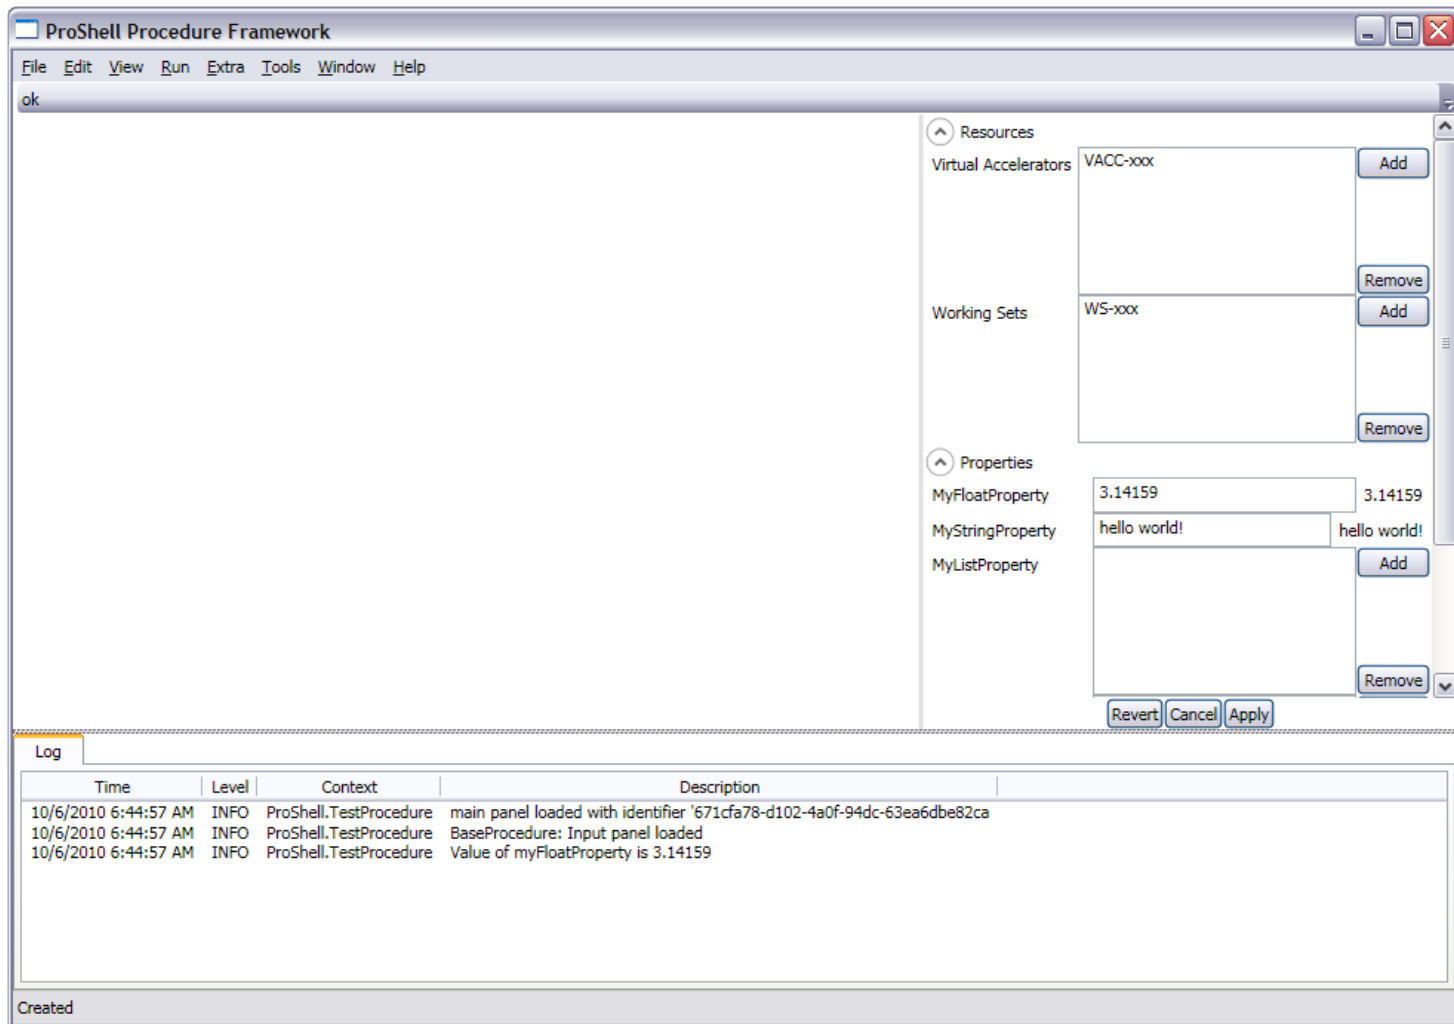 ProShell Procedure Framework
File Edit View Run Extra Tools Window Help
ok
Resources
Virtual Accelerators VACC-xxx Add
Remove
Working Sets WS-xxx Add
Remove
Properties
MyFloatProperty 3.14159 3.14159
MyStringProperty hello world! hello world!
MyListProperty Add
Remove
Revert Cancel Apply
Log
Time Level Context Description
10/6/2010 6:44:57 AM INFO ProShell.TestProcedure main panel loaded with identifier '671cfa78-d102-4a0f-94dc-63ea6dbe82ca
10/6/2010 6:44:57 AM INFO ProShell.TestProcedure BaseProcedure: Input panel loaded
10/6/2010 6:44:57 AM INFO ProShell.TestProcedure Value of myFloatProperty is 3.14159
Created